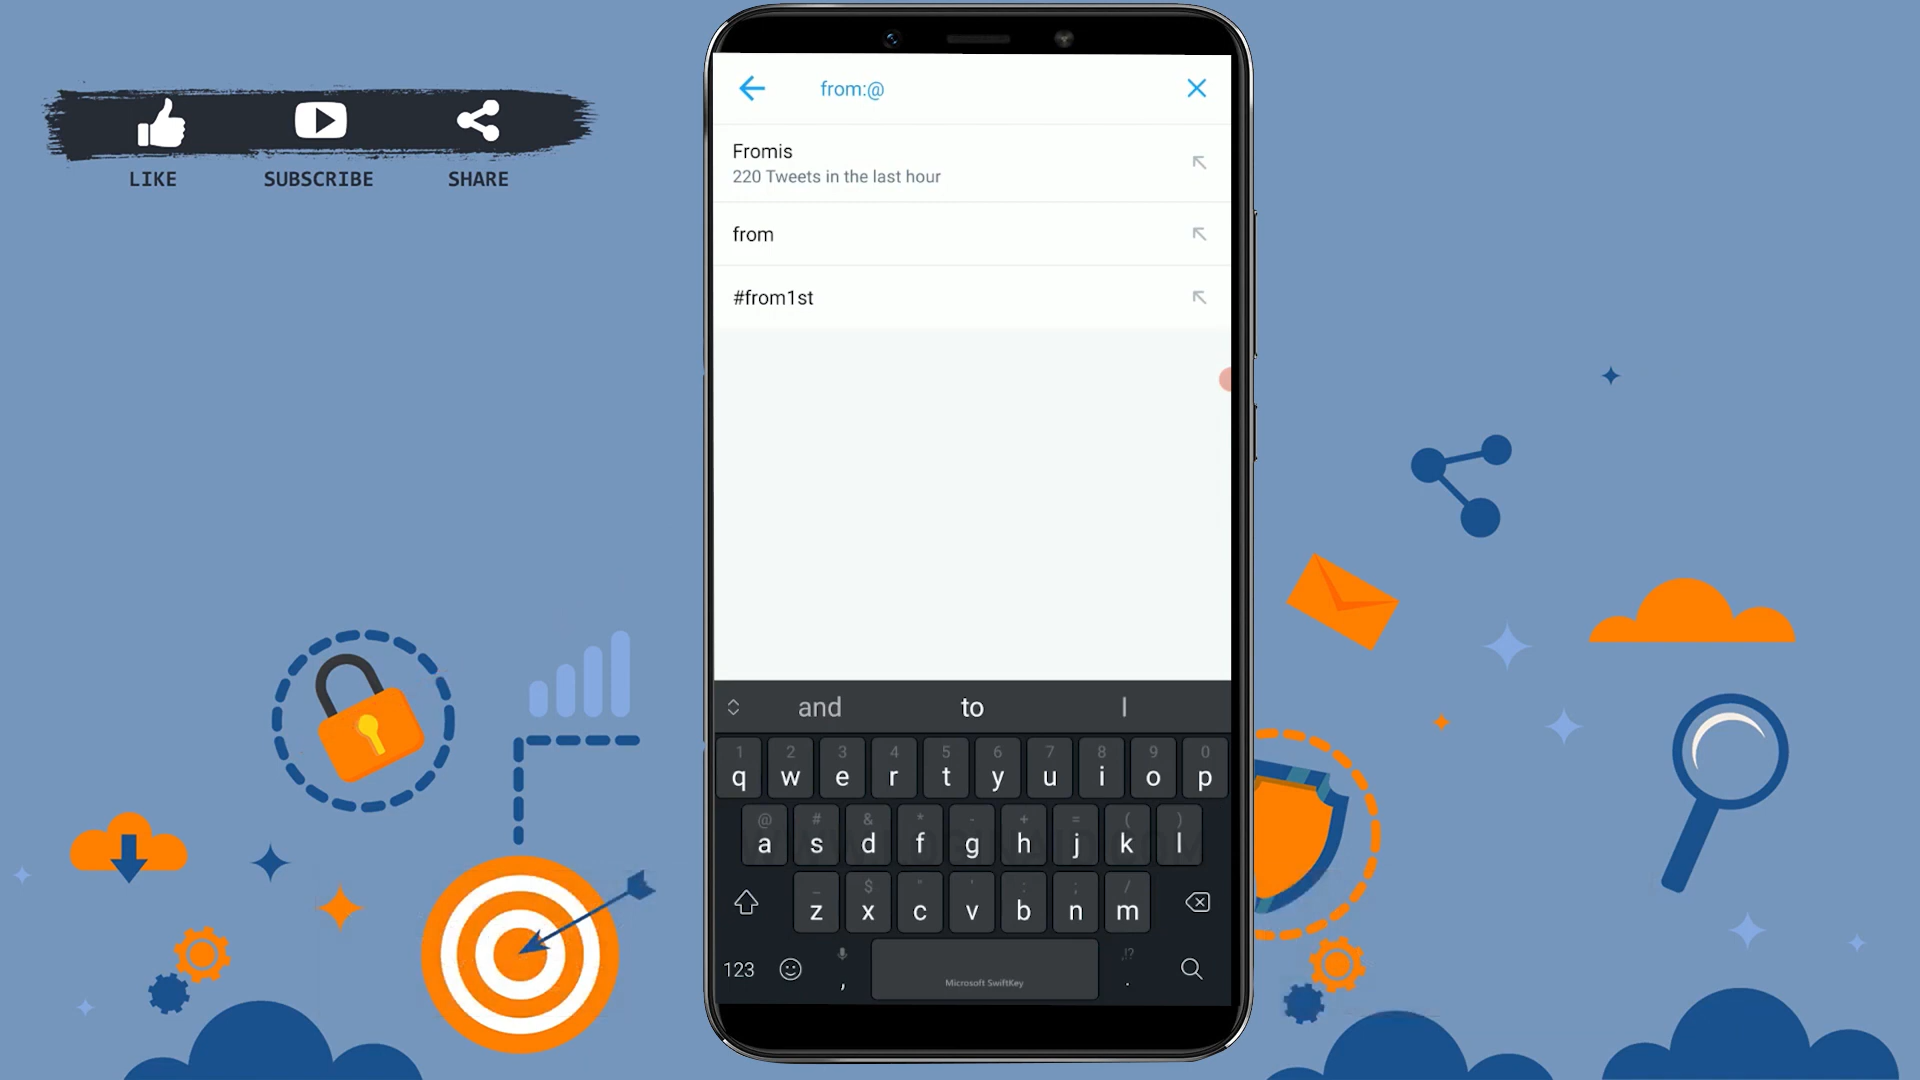 LIKE SUBSCRIBE SHARE
from:@
Fromis
220 Tweets in the last hour
from
#from1st
and to I
1 2 3 4 5 6 7 8 9 0
q w e r t y u i o p
@ # & * - + = ( )
a s d f g h j k l
_ $ " ' : ; /
z x c v b n m
,!?
123 , .
Microsoft SwiftKey